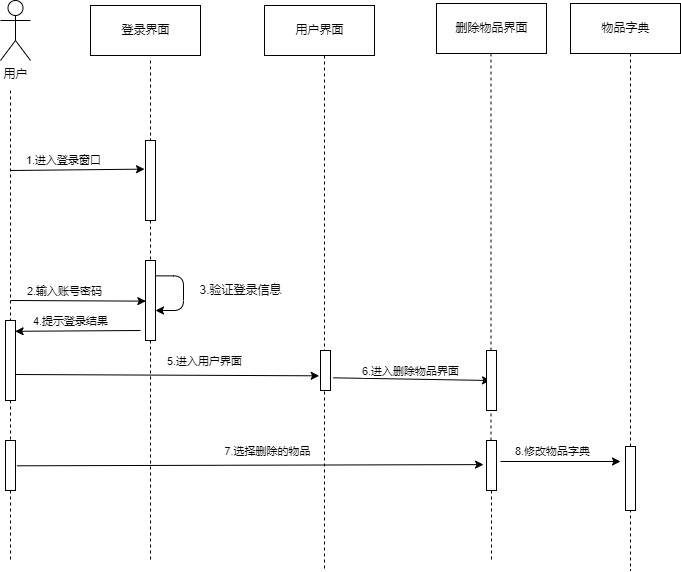 登录界面
用户界面
删除物品界面
物品字典
用户
1.进入登录窗口
2.输入账号密码
3.验证登录信息
4.提示登录结果
5.进入用户界面
6.进入删除物品界面
7.选择删除的物品
8.修改物品字典